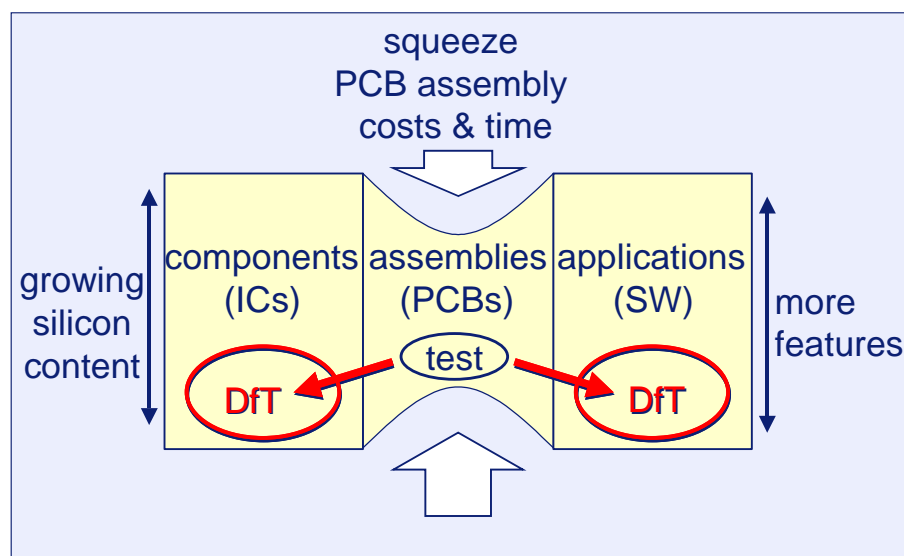 squeeze
PCB assembly
costs & time
growing
silicon
content
components
(ICs)
DfT
assemblies
(PCBs)
test
applications
(SW)
DfT
more
features